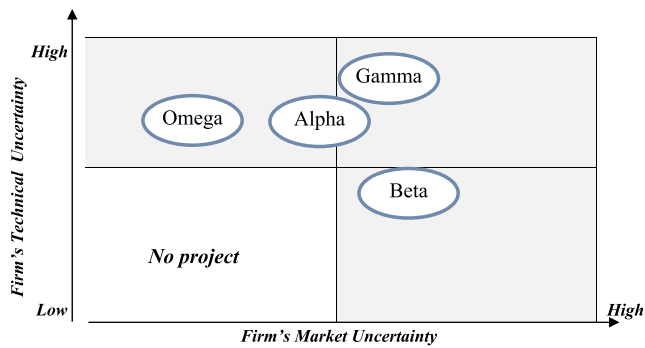 High
Gamma
Omega
Alpha
Beta
No project
Firm's Technical Uncertainty
Low
High
Firm's Market Uncertainty